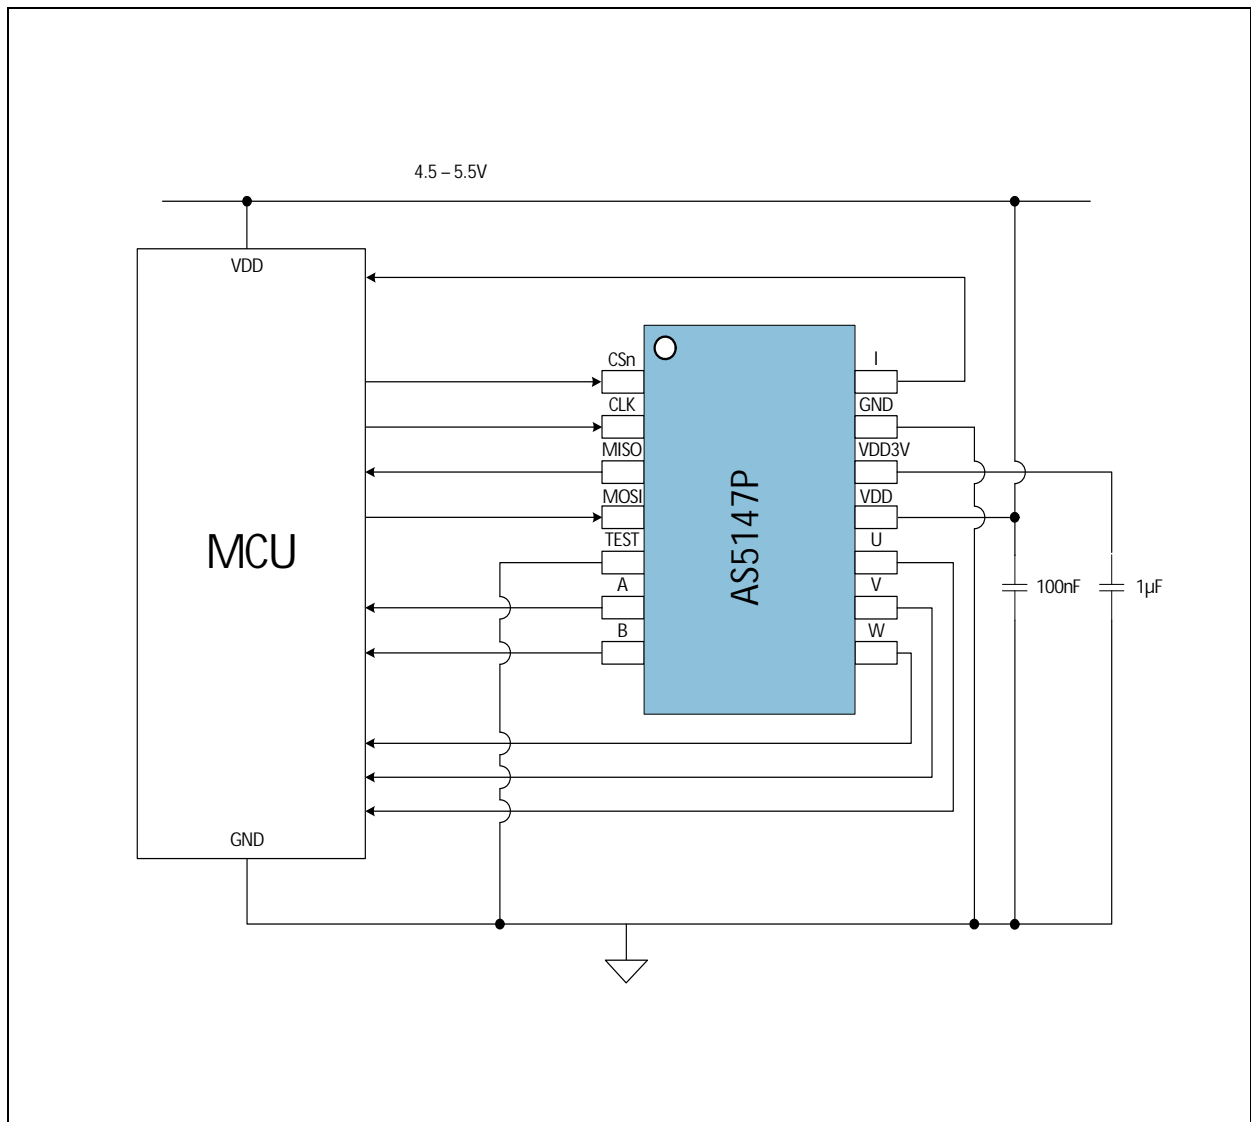 4.5 – 5.5V
VDD
MCU
GND
CSn
CLK
MISO
MOSI
TEST
A
B
AS5147P
I
GND
VDD3V
VDD
U
V
W
100nF
1µF